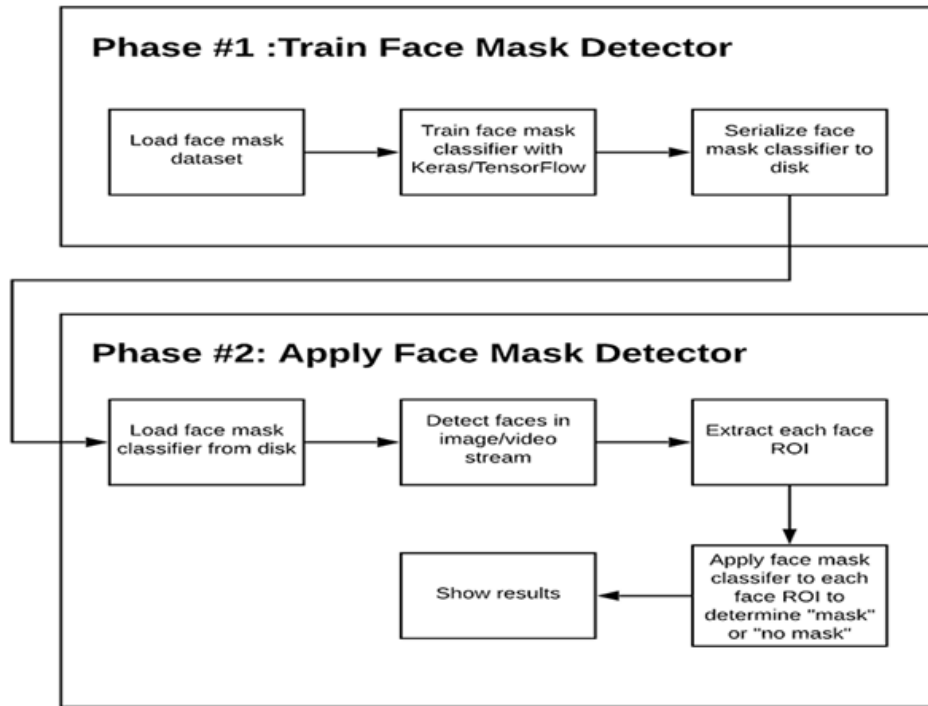 Phase #1 :Train Face Mask Detector
Load face mask
dataset
Train face mask
classifier with
Keras/TensorFlow
Serialize face
mask classifier to
disk
Phase #2: Apply Face Mask Detector
Load face mask
classifier from disk
Detect faces in
image/video
stream
Extract each face
ROI
Show results
Apply face mask
classifer to each
face ROI to
determine "mask"
or "no mask"